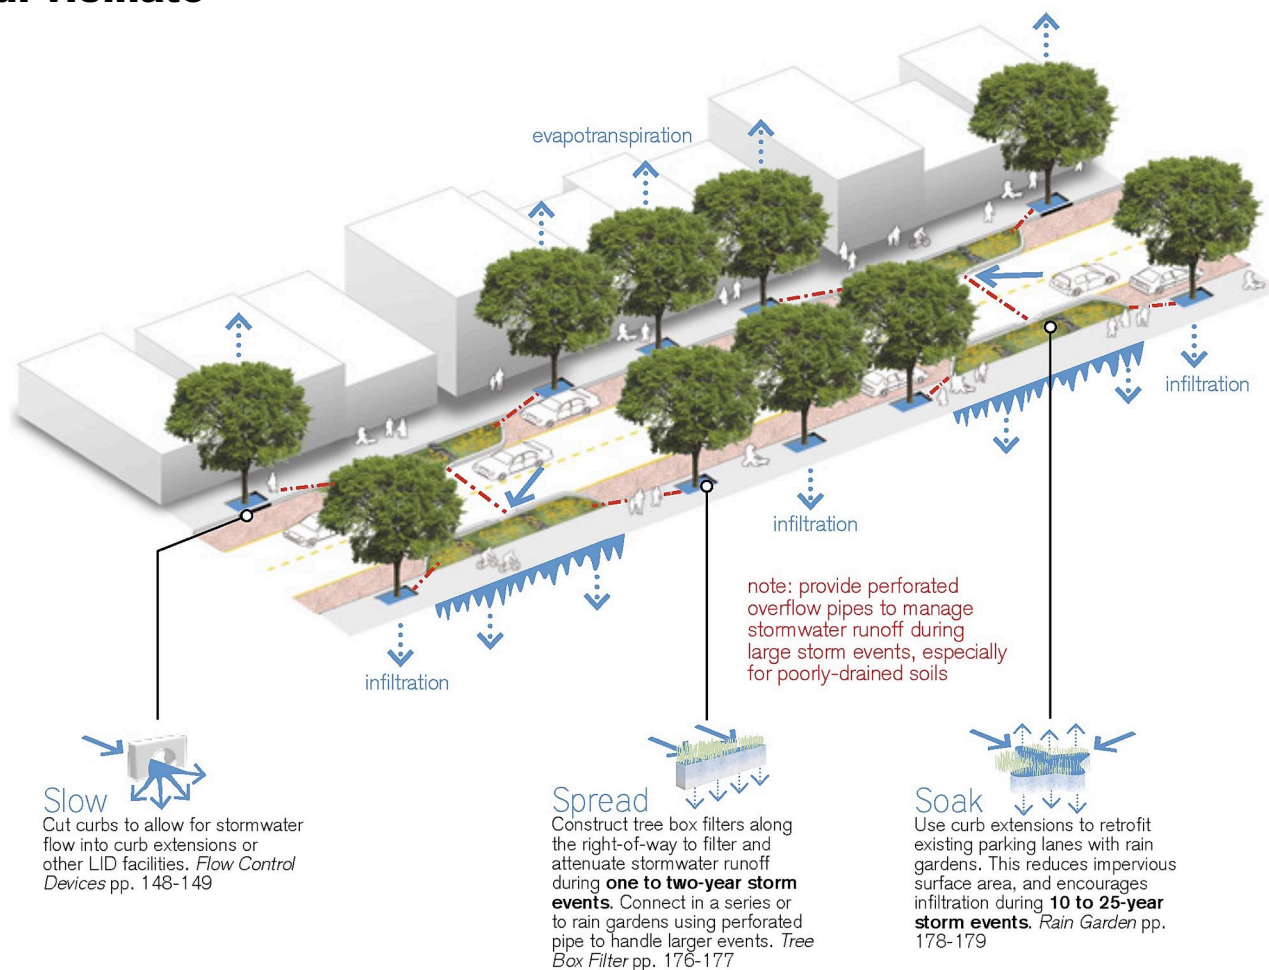 evapotranspiration
infiltration
infiltration
infiltration
note: provide perforated
overflow pipes to manage
stormwater runoff during
large storm events, especially
for poorly-drained soils
Slow
Cut curbs to allow for stormwater
flow into curb extensions or
other LID facilities. Flow Control
Devices pp. 148-149
Spread
Construct tree box filters along
the right-of-way to filter and
attenuate stormwater runoff
during one to two-year storm
events. Connect in a series or
to rain gardens using perforated
pipe to handle larger events. Tree
Box Filter pp. 176-177
Soak
Use curb extensions to retrofit
existing parking lanes with rain
gardens. This reduces impervious
surface area, and encourages
infiltration during 10 to 25-year
storm events. Rain Garden pp.
178-179